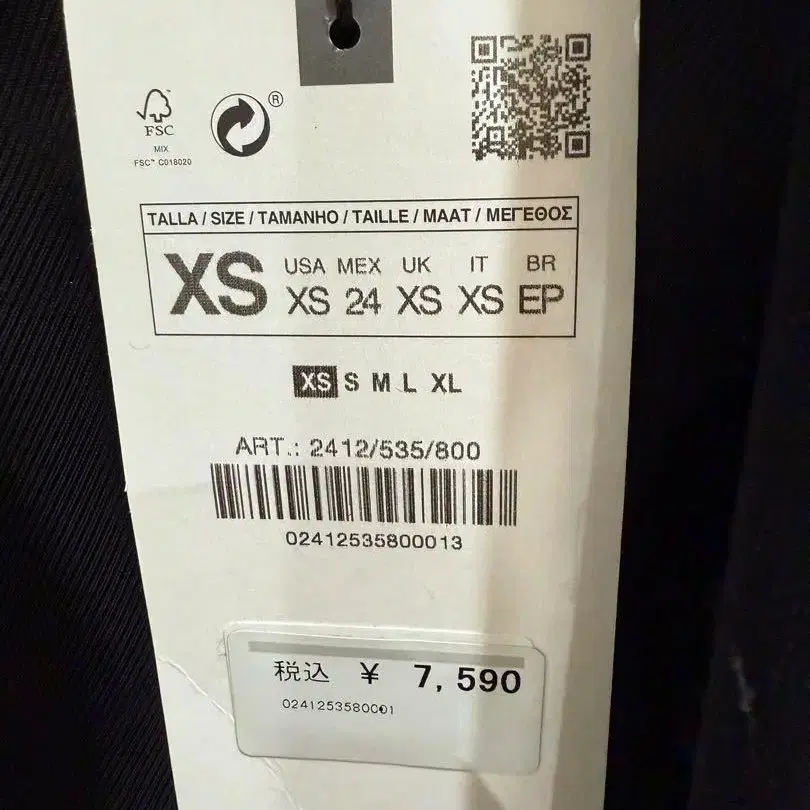 FSC
MIX
FSC™ C018020
®
TALLA / SIZE / TAMANHO / TAILLE / MAAT / ΜΕΓΕΘΟΣ
XS
USA MEX UK IT BR
XS 24 XS XS EP
XS S M L XL
ART.: 2412/535/800
02412535800013
税込 ¥ 7,590
0241253580001